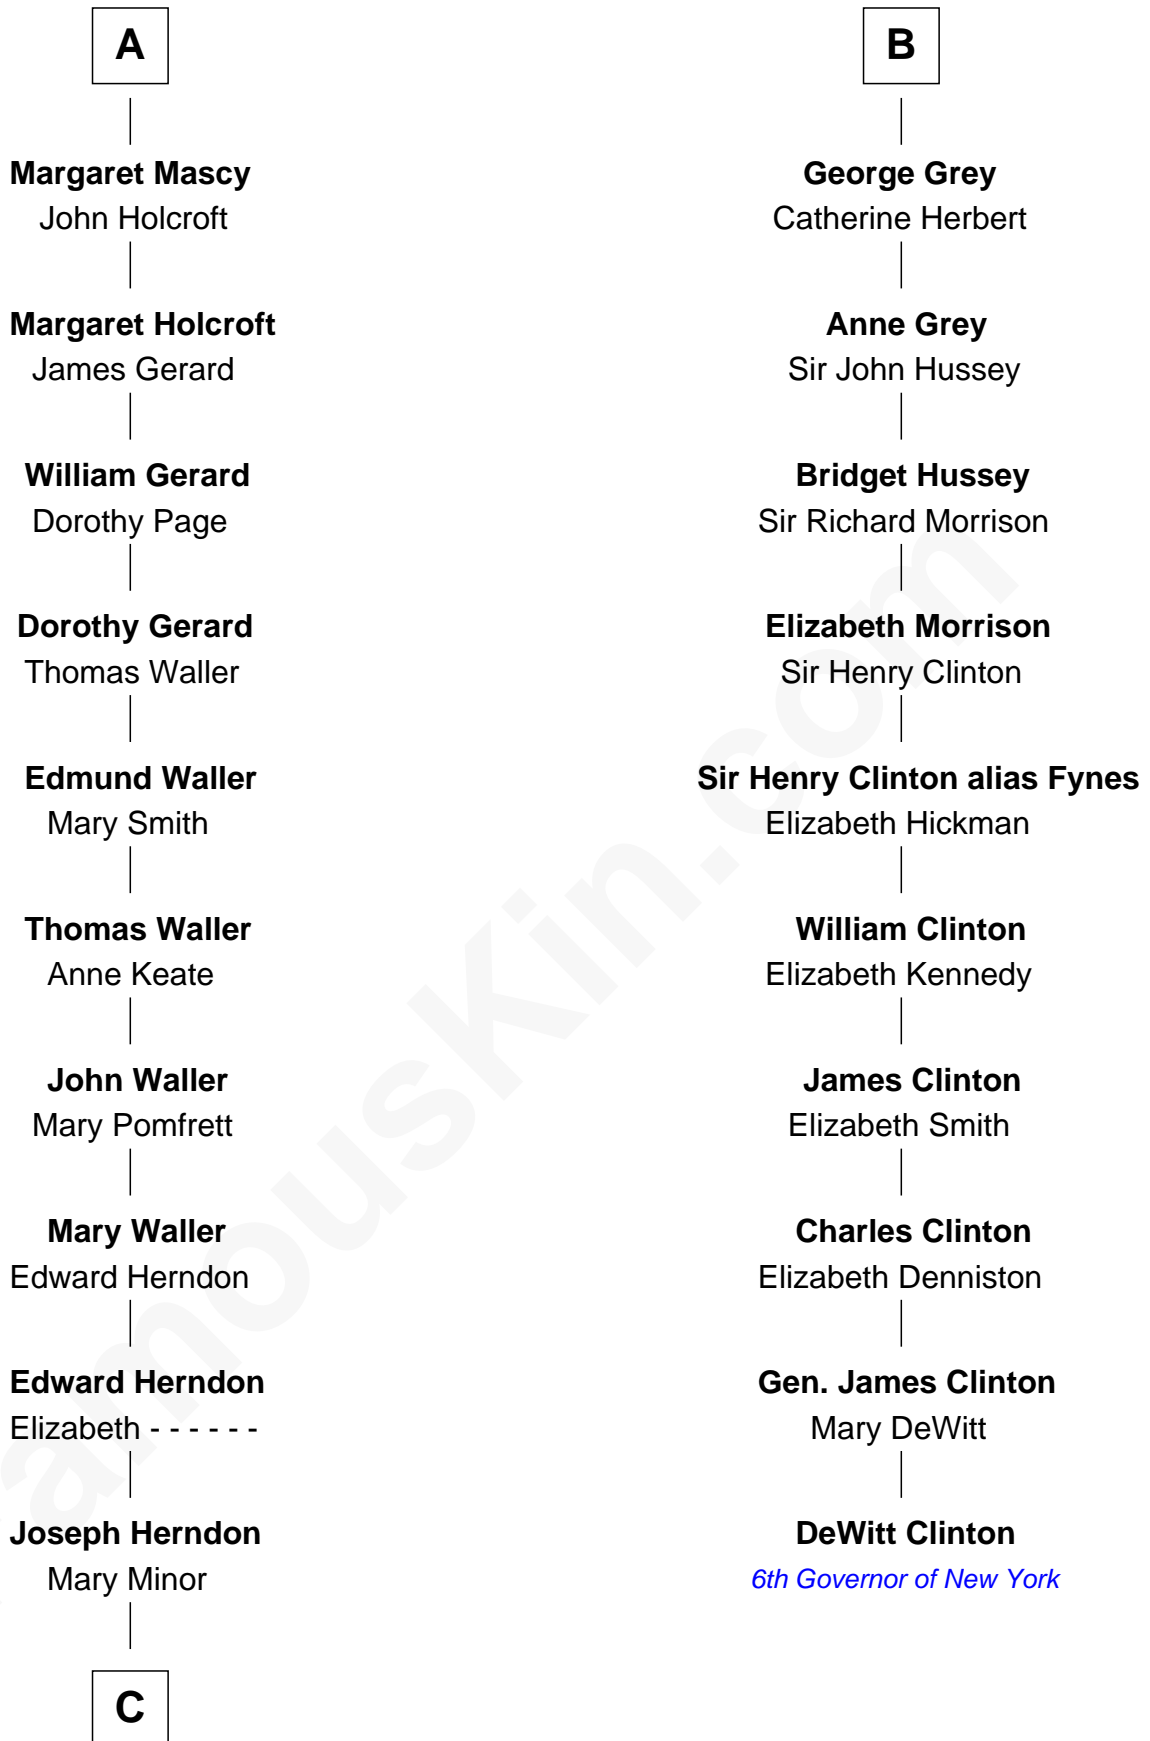 A
Margaret Mascy
John Holcroft
Margaret Holcroft
James Gerard
William Gerard
Dorothy Page
Dorothy Gerard
Thomas Waller
Edmund Waller
Mary Smith
Thomas Waller
Anne Keate
John Waller
Mary Pomfrett
Mary Waller
Edward Herndon
Edward Herndon
Elizabeth - - - - - -
Joseph Herndon
Mary Minor
C
B
George Grey
Catherine Herbert
Anne Grey
Sir John Hussey
Bridget Hussey
Sir Richard Morrison
Elizabeth Morrison
Sir Henry Clinton
Sir Henry Clinton alias Fynes
Elizabeth Hickman
William Clinton
Elizabeth Kennedy
James Clinton
Elizabeth Smith
Charles Clinton
Elizabeth Denniston
Gen. James Clinton
Mary DeWitt
DeWitt Clinton
6th Governor of New York
amouskin.com